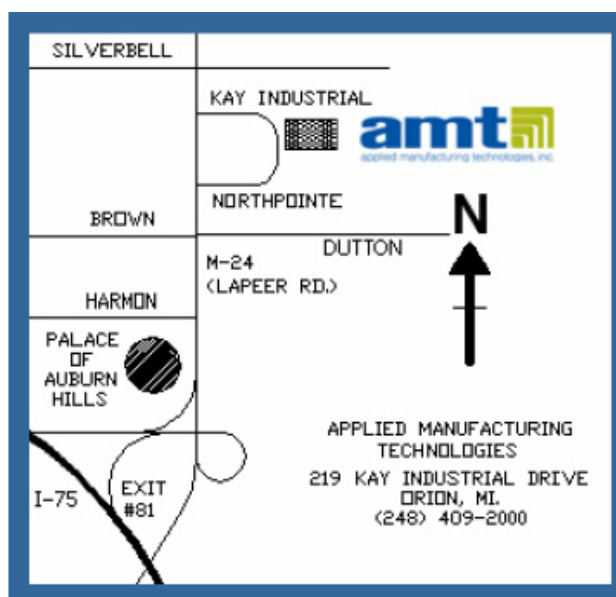 SILVERBELL
KAY INDUSTRIAL
amt
applied manufacturing technologies, inc.
NORTHPOINTE
N
BROWN
DUTTON
M-24
(LAPEER RD.)
HARMON
PALACE
OF
AUBURN
HILLS
APPLIED MANUFACTURING
TECHNOLOGIES
219 KAY INDUSTRIAL DRIVE
ORION, MI.
(248) 409-2000
I-75
EXIT
#81